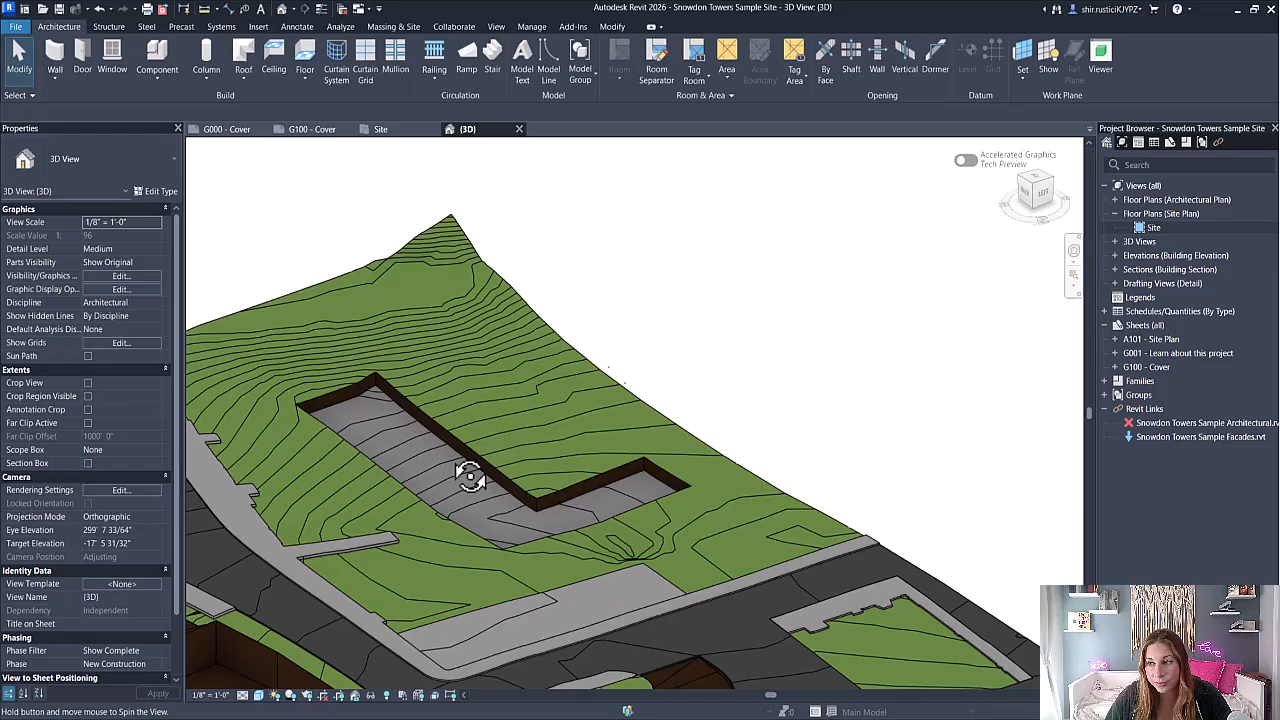 Autodesk Revit 2026 - Snowdon Towers Sample Site - 3D View: {3D}
shir.rusticiKJYPZ
File Architecture Structure Steel Precast Systems Insert Annotate Analyze Massing & Site Collaborate View Manage Add-Ins Modify
Modify Wall Door Window Component Column Roof Ceiling Floor Curtain System Curtain Grid Mullion Railing Ramp Stair Model Text Model Line Model Group Room Room Separator Tag Room Area Area Boundary Tag Area By Face Shaft Wall Vertical Dormer Level Grid Set Show Ref Plane Viewer
Select Build Circulation Model Room & Area Opening Datum Work Plane
Properties
G000 - Cover G100 - Cover Site {3D}
Project Browser - Snowdon Towers Sample Site
3D View
3D View: {3D} Edit Type
Graphics
View Scale 1/8" = 1'-0"
Scale Value 1: 96
Detail Level Medium
Parts Visibility Show Original
Visibility/Graphics ... Edit...
Graphic Display Op... Edit...
Discipline Architectural
Show Hidden Lines By Discipline
Default Analysis Dis... None
Show Grids Edit...
Sun Path
Extents
Crop View
Crop Region Visible
Annotation Crop
Far Clip Active
Far Clip Offset 1000' 0"
Scope Box None
Section Box
Camera
Rendering Settings Edit...
Locked Orientation
Projection Mode Orthographic
Eye Elevation 299' 7 33/64"
Target Elevation -17' 5 31/32"
Camera Position Adjusting
Identity Data
View Template <None>
View Name {3D}
Dependency Independent
Title on Sheet
Phasing
Phase Filter Show Complete
Phase New Construction
View to Sheet Positioning
Apply
Accelerated Graphics
Tech Preview
LEFT
Search
Views (all)
Floor Plans (Architectural Plan)
Floor Plans (Site Plan)
Site
3D Views
Elevations (Building Elevation)
Sections (Building Section)
Drafting Views (Detail)
Legends
Schedules/Quantities (By Type)
Sheets (all)
A101 - Site Plan
G001 - Learn about this project
G100 - Cover
Families
Groups
Revit Links
Snowdon Towers Sample Architectural.rv
Snowdon Towers Sample Facades.rvt
1/8" = 1'-0"
Hold button and move mouse to Spin the View.
:0
Main Model